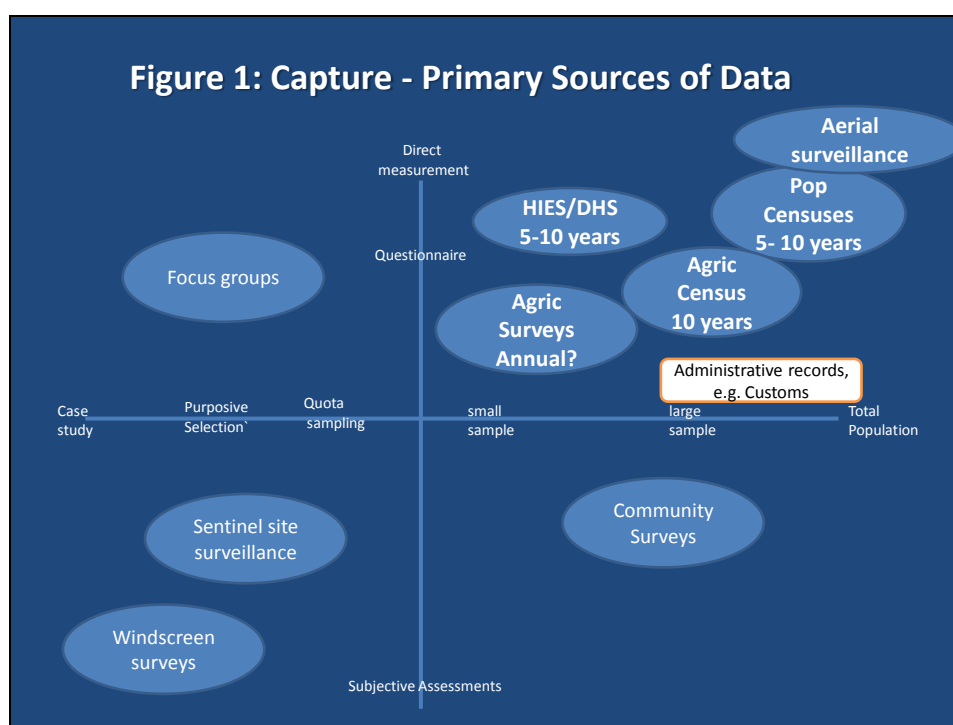 Figure 1: Capture - Primary Sources of Data
Aerial
surveillance
Direct
measurement
Pop
Censuses
5- 10 years
HIES/DHS
5-10 years
Questionnaire
Focus groups
Agric
Census
10 years
Agric
Surveys
Annual?
Administrative records,
e.g. Customs
Case
study
Purposive
Selection`
Quota
sampling
small
sample
large
sample
Total
Population
Community
Surveys
Sentinel site
surveillance
Windscreen
surveys
Subjective Assessments